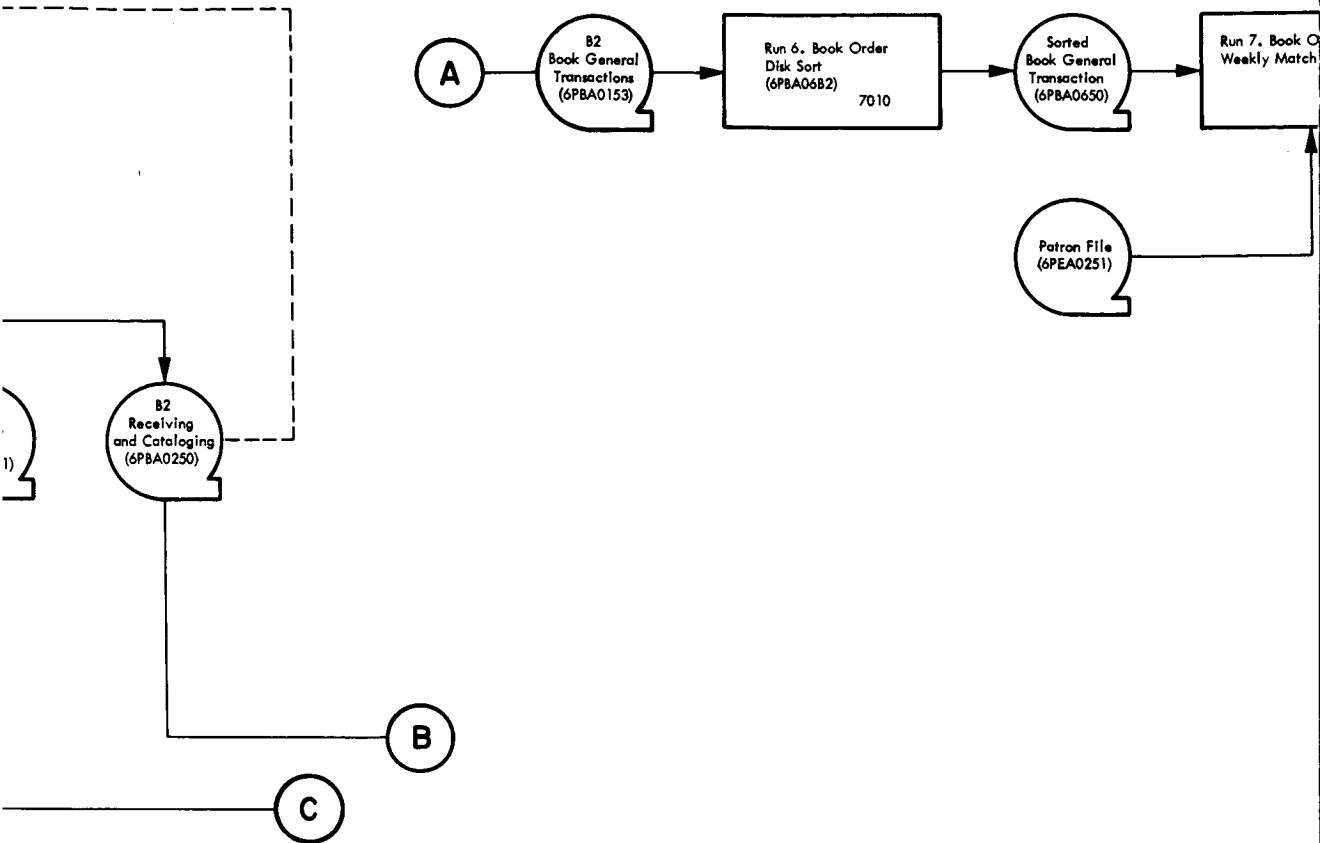 A
B2
Book General
Transactions
(6PBA0153)
Run 6. Book Order
Disk Sort
(6PBA06B2)
7010
Sorted
Book General
Transaction
(6PBA0650)
Run 7. Book O
Weekly Match
Patron File
(6PEA0251)
1)
B2
Receiving
and Cataloging
(6PBA0250)
B
C